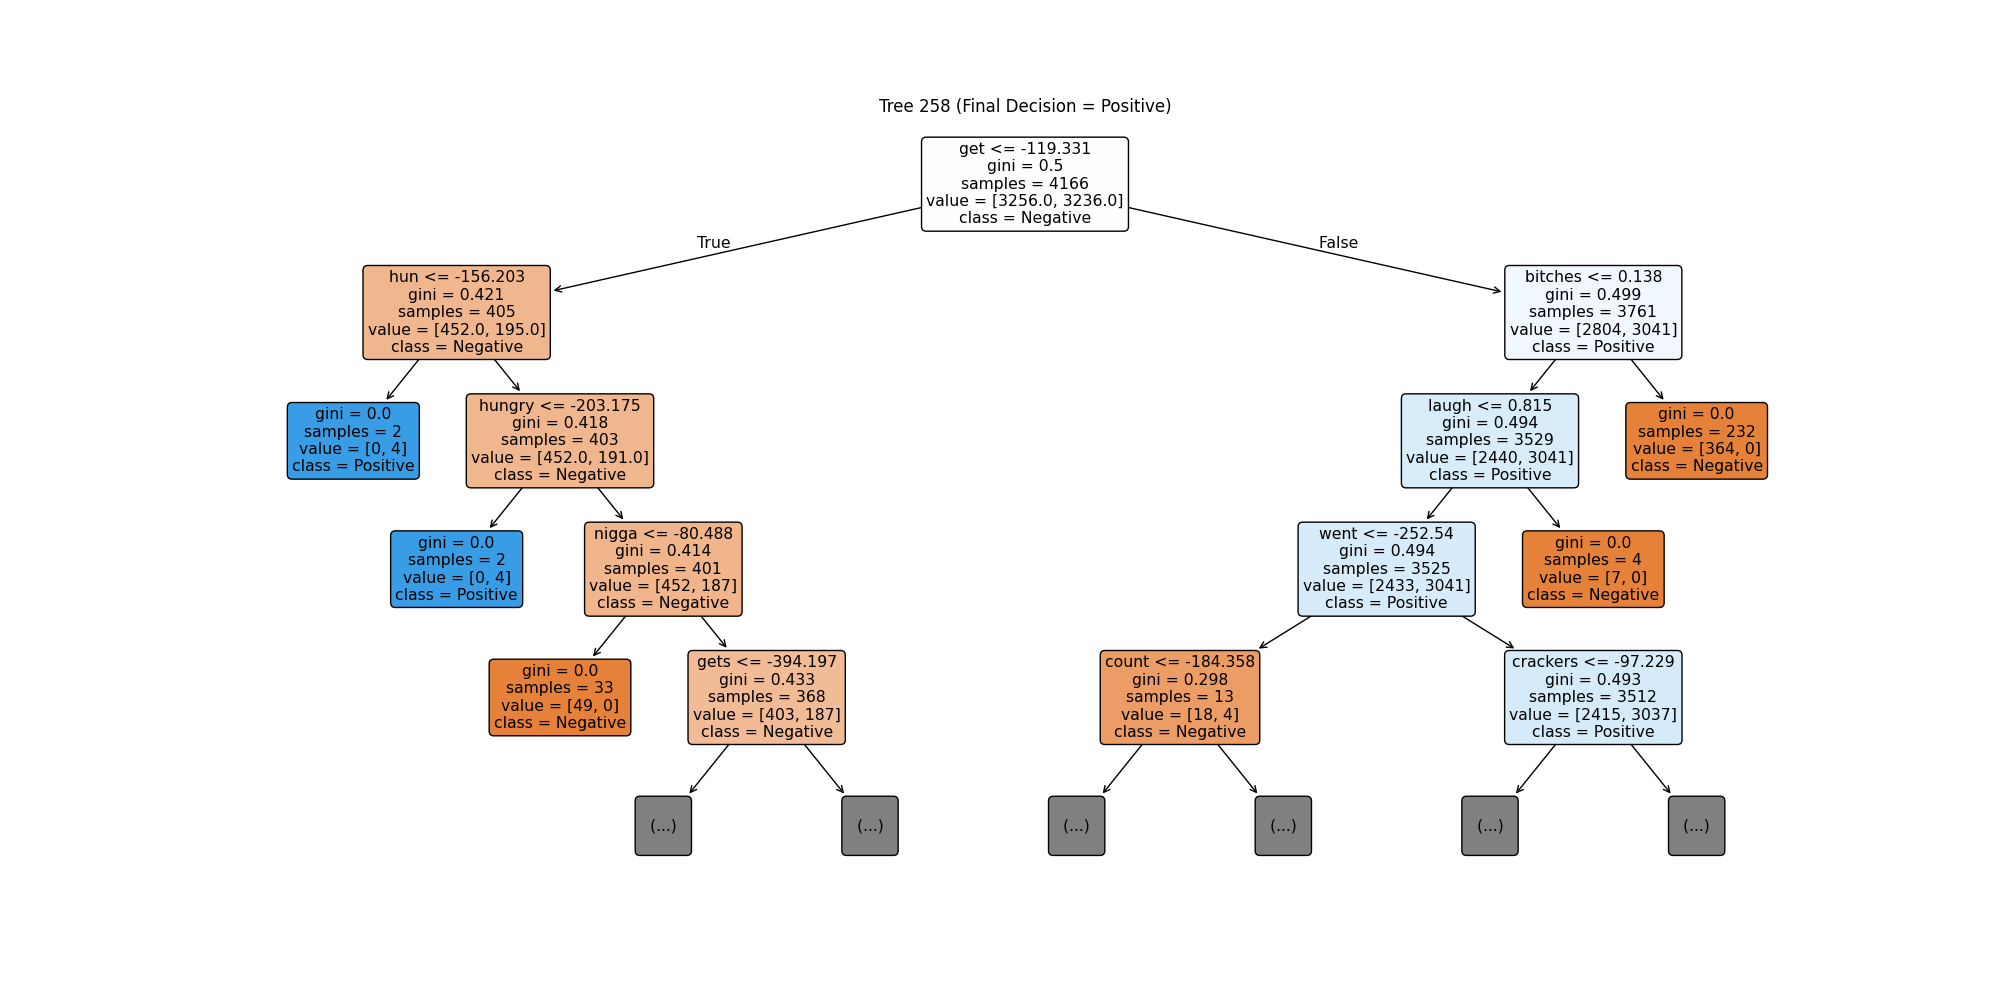 Tree 258 (Final Decision = Positive)
get <= -119.331
gini = 0.5
samples = 4166
value = [3256.0, 3236.0]
class = Negative
True
False
hun <= -156.203
gini = 0.421
samples = 405
value = [452.0, 195.0]
class = Negative
bitches <= 0.138
gini = 0.499
samples = 3761
value = [2804, 3041]
class = Positive
gini = 0.0
samples = 2
value = [0, 4]
class = Positive
hungry <= -203.175
gini = 0.418
samples = 403
value = [452.0, 191.0]
class = Negative
laugh <= 0.815
gini = 0.494
samples = 3529
value = [2440, 3041]
class = Positive
gini = 0.0
samples = 232
value = [364, 0]
class = Negative
gini = 0.0
samples = 2
value = [0, 4]
class = Positive
nigga <= -80.488
gini = 0.414
samples = 401
value = [452, 187]
class = Negative
went <= -252.54
gini = 0.494
samples = 3525
value = [2433, 3041]
class = Positive
gini = 0.0
samples = 4
value = [7, 0]
class = Negative
gini = 0.0
samples = 33
value = [49, 0]
class = Negative
gets <= -394.197
gini = 0.433
samples = 368
value = [403, 187]
class = Negative
count <= -184.358
gini = 0.298
samples = 13
value = [18, 4]
class = Negative
crackers <= -97.229
gini = 0.493
samples = 3512
value = [2415, 3037]
class = Positive
(...)
(...)
(...)
(...)
(...)
(...)